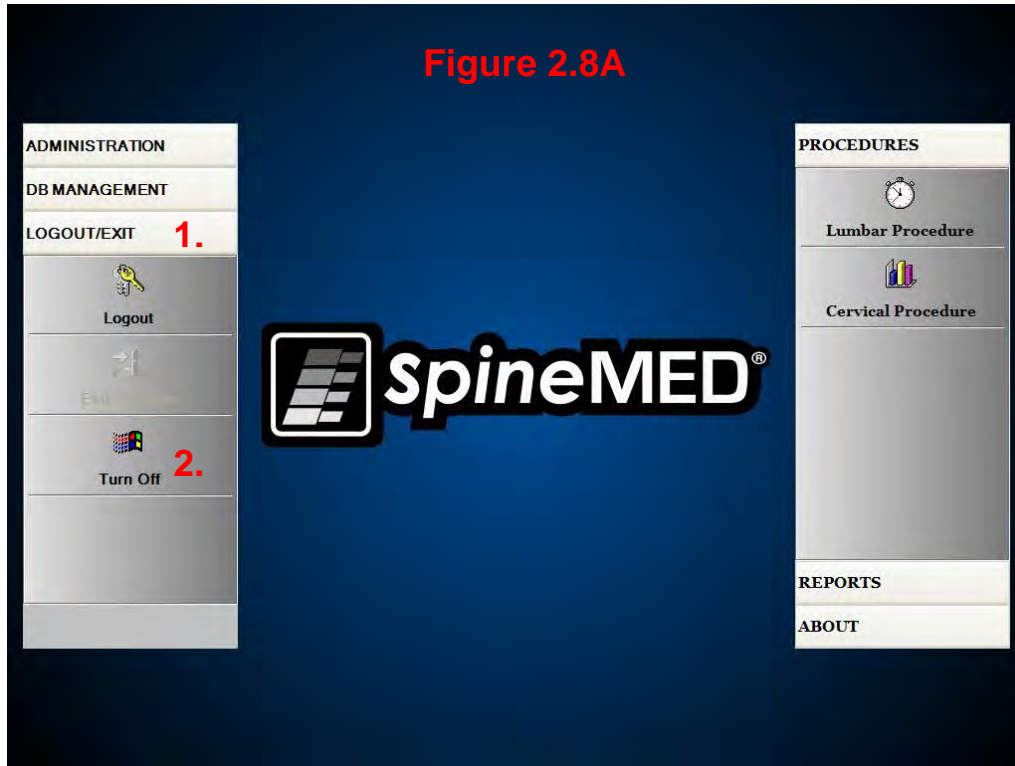 Figure 2.8A
ADMINISTRATION
DB MANAGEMENT
LOGOUT/EXIT 1.
Logout
Turn Off 2.
SpineMED®
PROCEDURES
Lumbar Procedure
Cervical Procedure
REPORTS
ABOUT